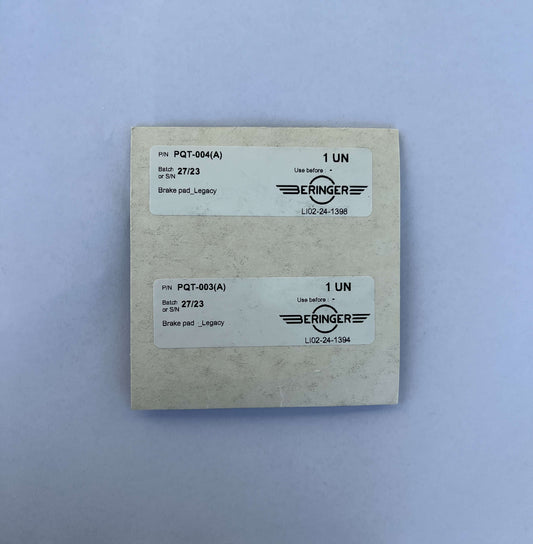 P/N PQT-004(A) 1 UN
Batch or S/N 27/23 Use before : -
Brake pad_Legacy BERINGER
LI02-24-1398
P/N PQT-003(A) 1 UN
Batch or S/N 27/23 Use before : -
Brake pad _Legacy BERINGER
LI02-24-1394